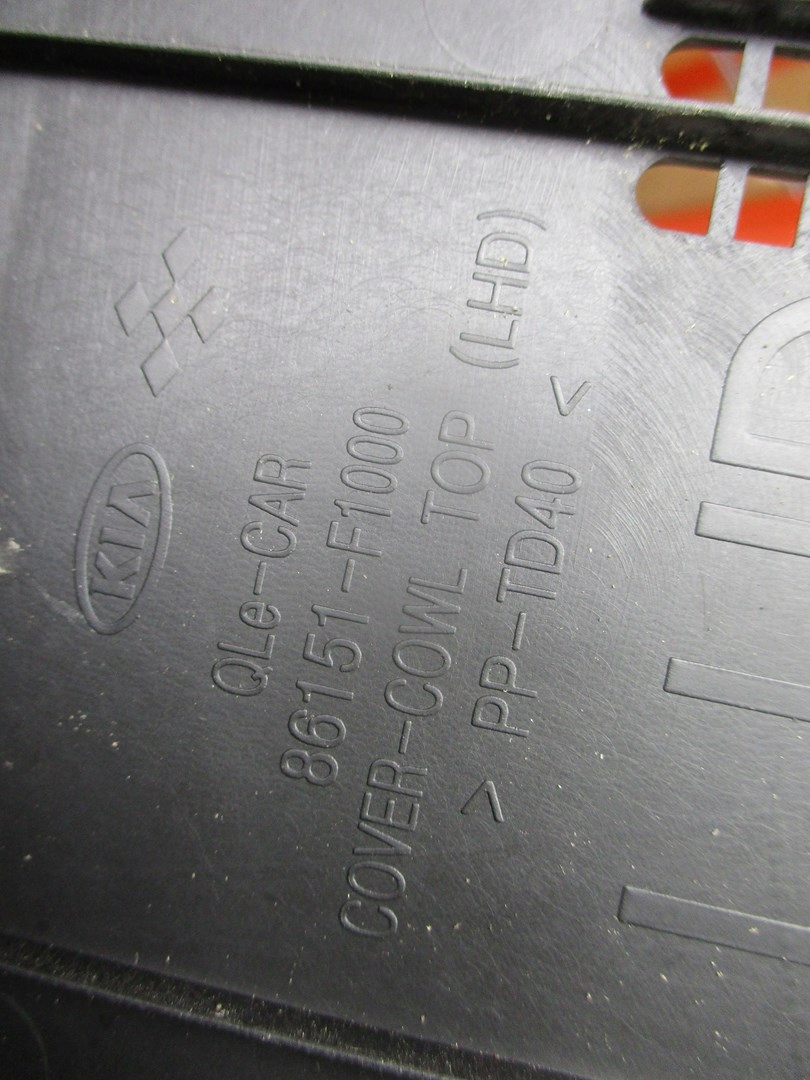 KIA
QLe-CAR
86151-F1000
COVER-COWL TOP (LHD)
> PP-TD40 <